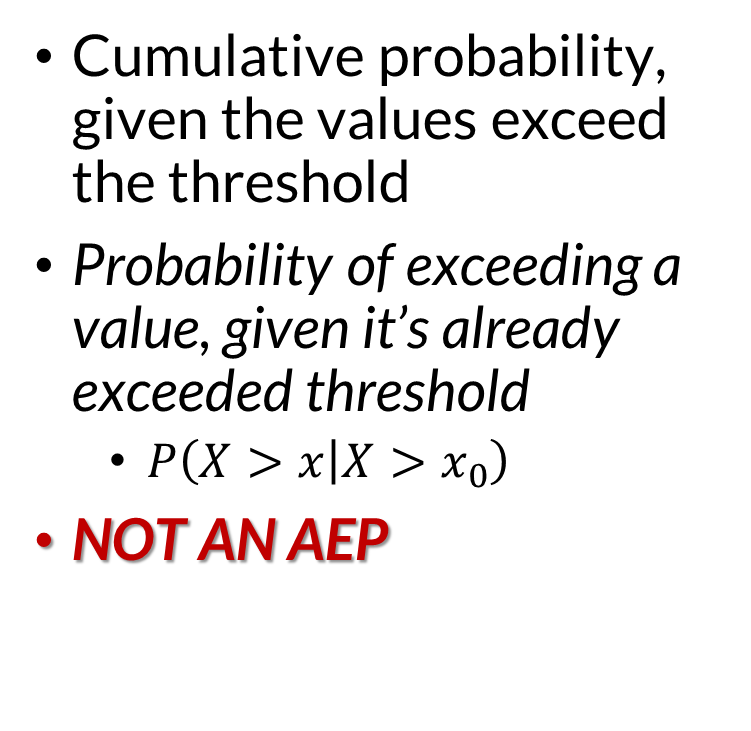 • Cumulative probability,
given the values exceed
the threshold
• Probability of exceeding a
value, given it’s already
exceeded threshold
• P(X > x|X > x₀)
• NOT AN AEP